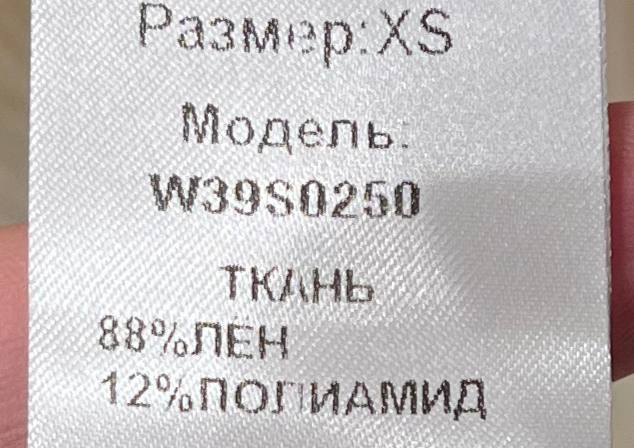 Размер:XS
Модель:
W39S0250
ТКАНЬ
88%ЛЕН
12%ПОЛИАМИД